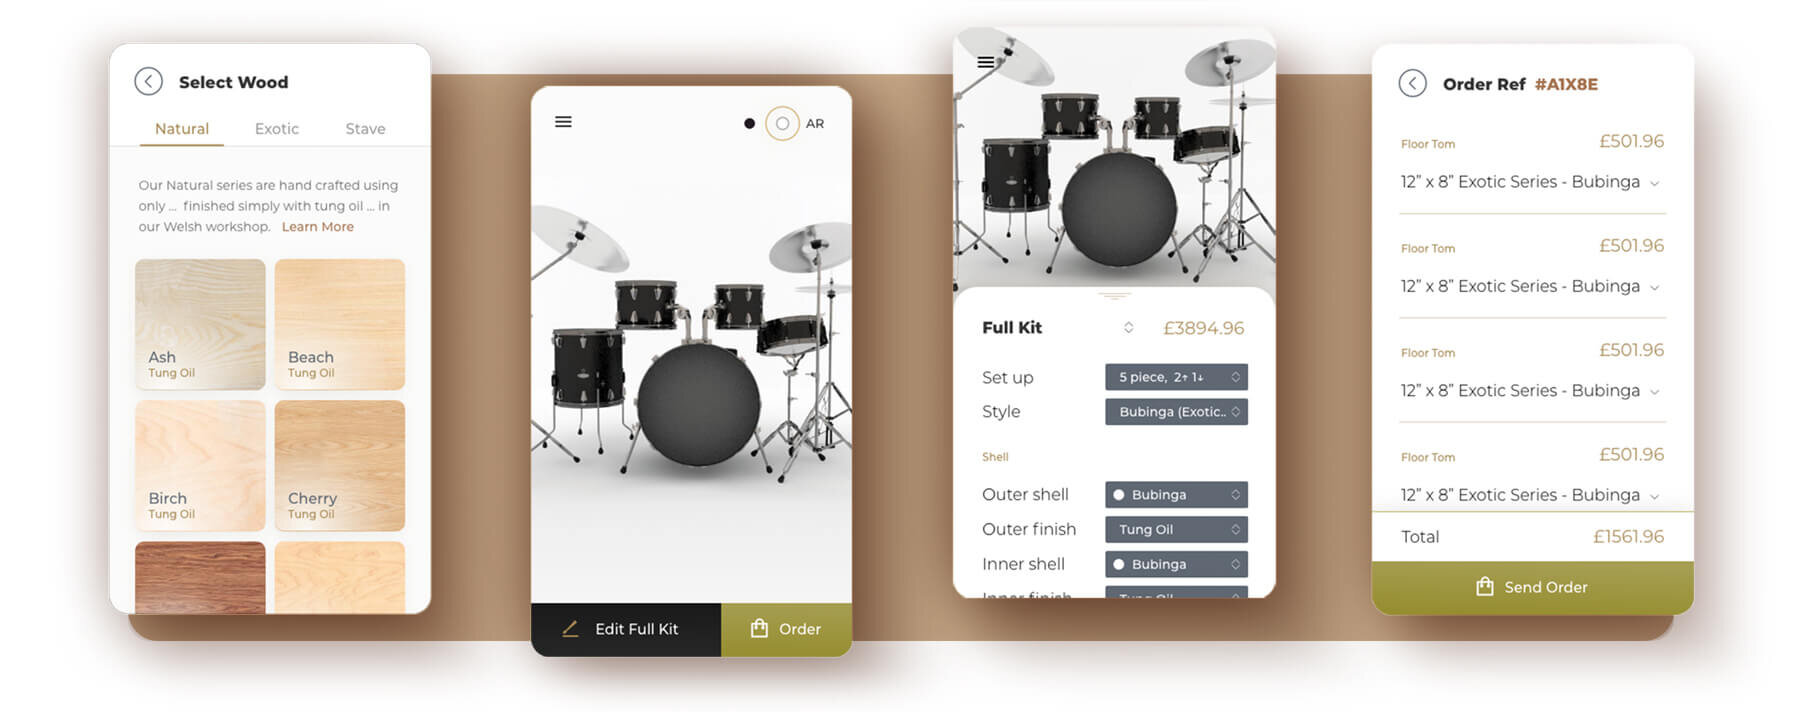 Select Wood
Natural Exotic Stave
Our Natural series are hand crafted using
only ... finished simply with tung oil ... in
our Welsh workshop. Learn More
Ash
Tung Oil
Beach
Tung Oil
Birch
Tung Oil
Cherry
Tung Oil
AR
Edit Full Kit
Order
Full Kit £3894.96
Set up 5 piece, 2↑ 1↓
Style Bubinga (Exotic..
Shell
Outer shell Bubinga
Outer finish Tung Oil
Inner shell Bubinga
Inner finish Tung Oil
Order Ref #A1X8E
Floor Tom £501.96
12” x 8” Exotic Series - Bubinga
Floor Tom £501.96
12” x 8” Exotic Series - Bubinga
Floor Tom £501.96
12” x 8” Exotic Series - Bubinga
Floor Tom £501.96
12” x 8” Exotic Series - Bubinga
Total £1561.96
Send Order